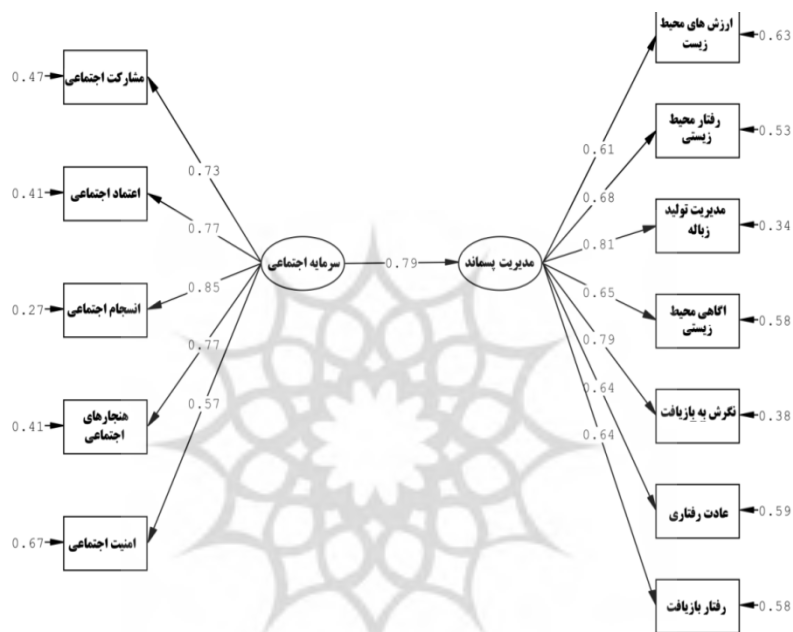 ارزش های محیط
زیست
0.63
مشارکت اجتماعی
0.47
رفتار محیط
زیستی
0.53
0.61
0.73
0.68
اعتماد اجتماعی
0.41
مدیریت تولید
زباله
0.34
0.77
0.81
سرمایه اجتماعی
0.79
مدیریت پسماند
0.85
0.65
انسجام اجتماعی
0.27
اگاهی محیط
زیستی
0.58
0.77
0.79
0.57
0.64
هنجارهای
اجتماعی
0.41
نگرش به بازیافت
0.38
0.64
عادت رفتاری
0.59
امنیت اجتماعی
0.67
رفتار بازیافت
0.58